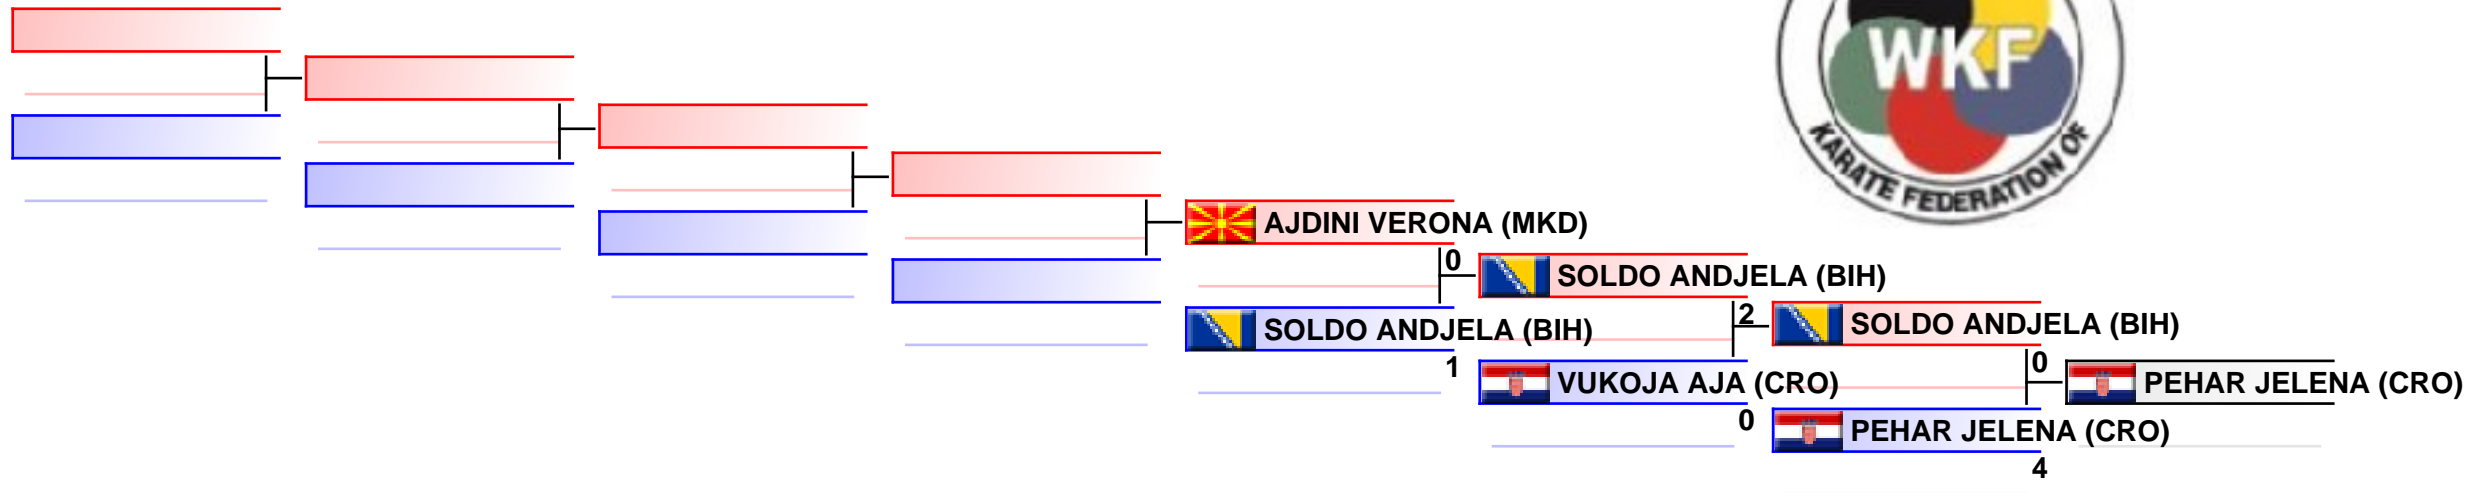 WKF
KARATE FEDERATION OF
AJDINI VERONA (MKD)
0
SOLDO ANDJELA (BIH)
SOLDO ANDJELA (BIH)
1
2
SOLDO ANDJELA (BIH)
VUKOJA AJA (CRO)
0
0
PEHAR JELENA (CRO)
PEHAR JELENA (CRO)
4